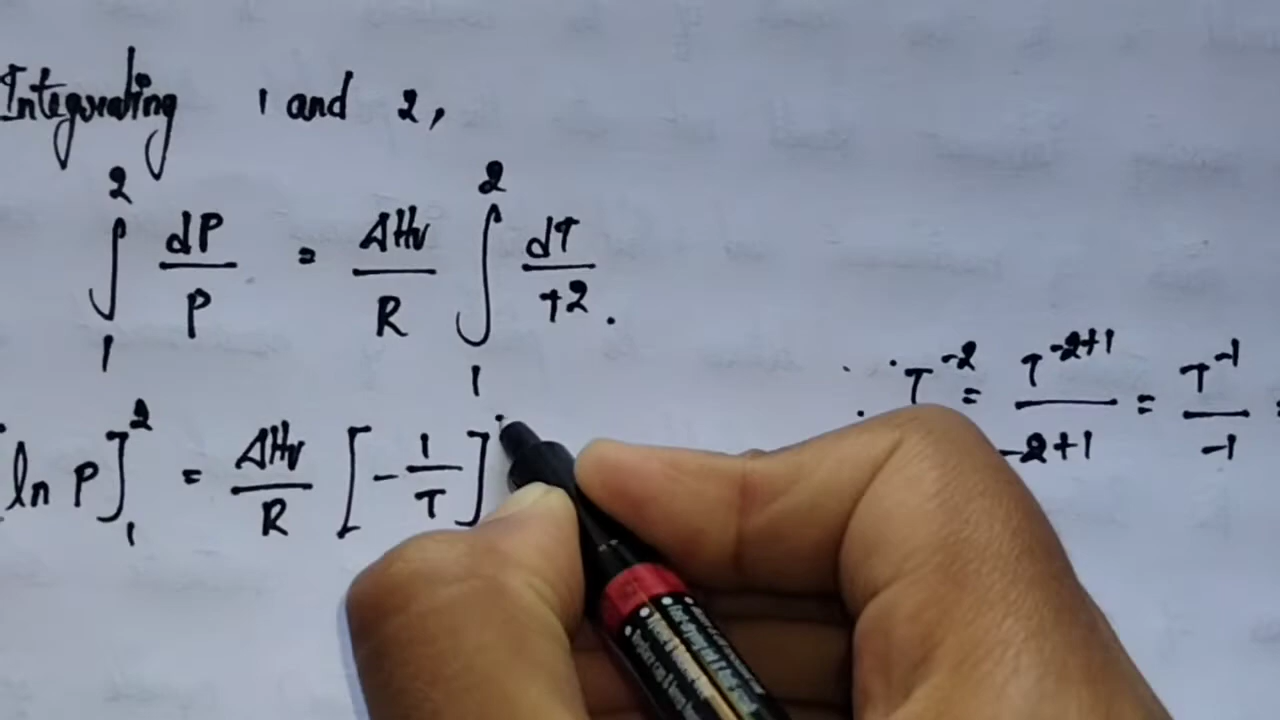 Integrating 1 and 2,
∫₁² dP/P = ΔHv/R ∫₁² dT/T2 .
∴ T^-2 = T^-2+1/-2+1 = T^-1/-1 =
[ln P]₁² = ΔHv/R [-1/T]